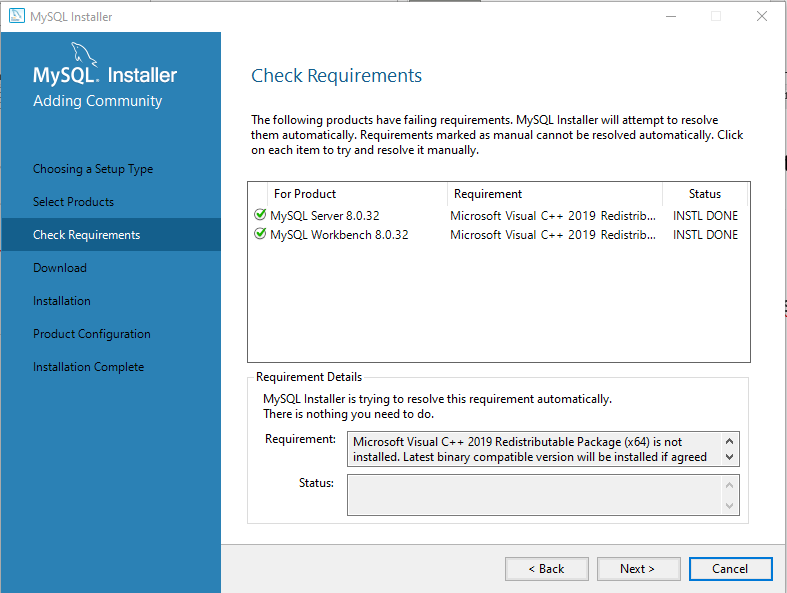 MySQL Installer
MySQL. Installer
Adding Community
Choosing a Setup Type
Select Products
Check Requirements
Download
Installation
Product Configuration
Installation Complete
Check Requirements
The following products have failing requirements. MySQL Installer will attempt to resolve
them automatically. Requirements marked as manual cannot be resolved automatically. Click
on each item to try and resolve it manually.
For Product Requirement Status
MySQL Server 8.0.32 Microsoft Visual C++ 2019 Redistrib... INSTL DONE
MySQL Workbench 8.0.32 Microsoft Visual C++ 2019 Redistrib... INSTL DONE
Requirement Details
MySQL Installer is trying to resolve this requirement automatically.
There is nothing you need to do.
Requirement: Microsoft Visual C++ 2019 Redistributable Package (x64) is not
installed. Latest binary compatible version will be installed if agreed
Status:
< Back Next > Cancel